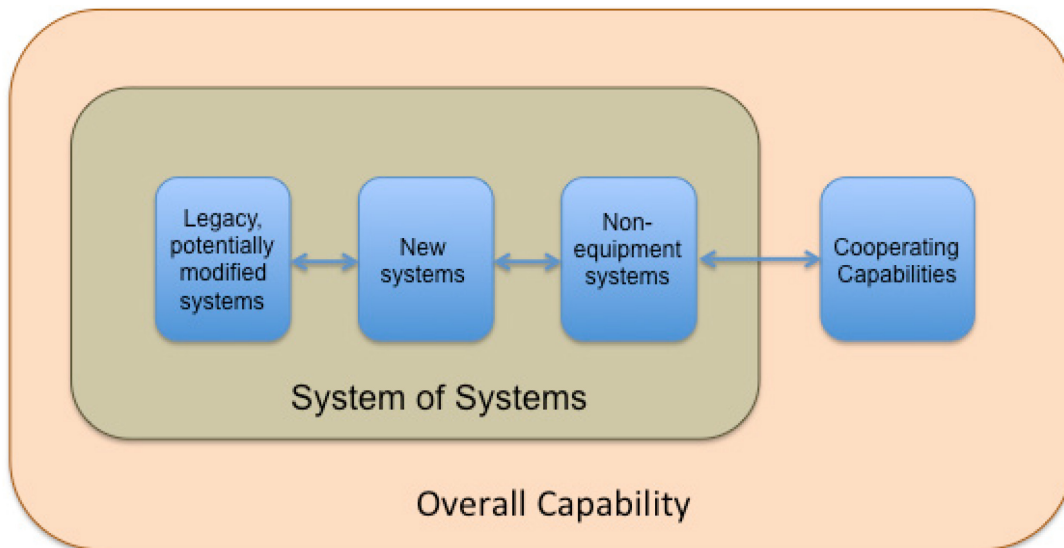 Legacy,
potentially
modified
systems
New
systems
Non-
equipment
systems
Cooperating
Capabilities
System of Systems
Overall Capability